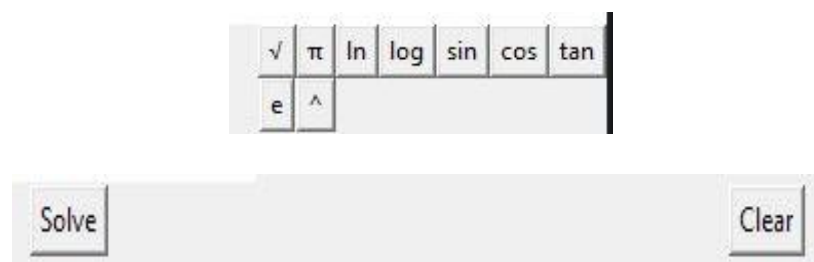 √ π ln log sin cos tan
e ^
Solve Clear